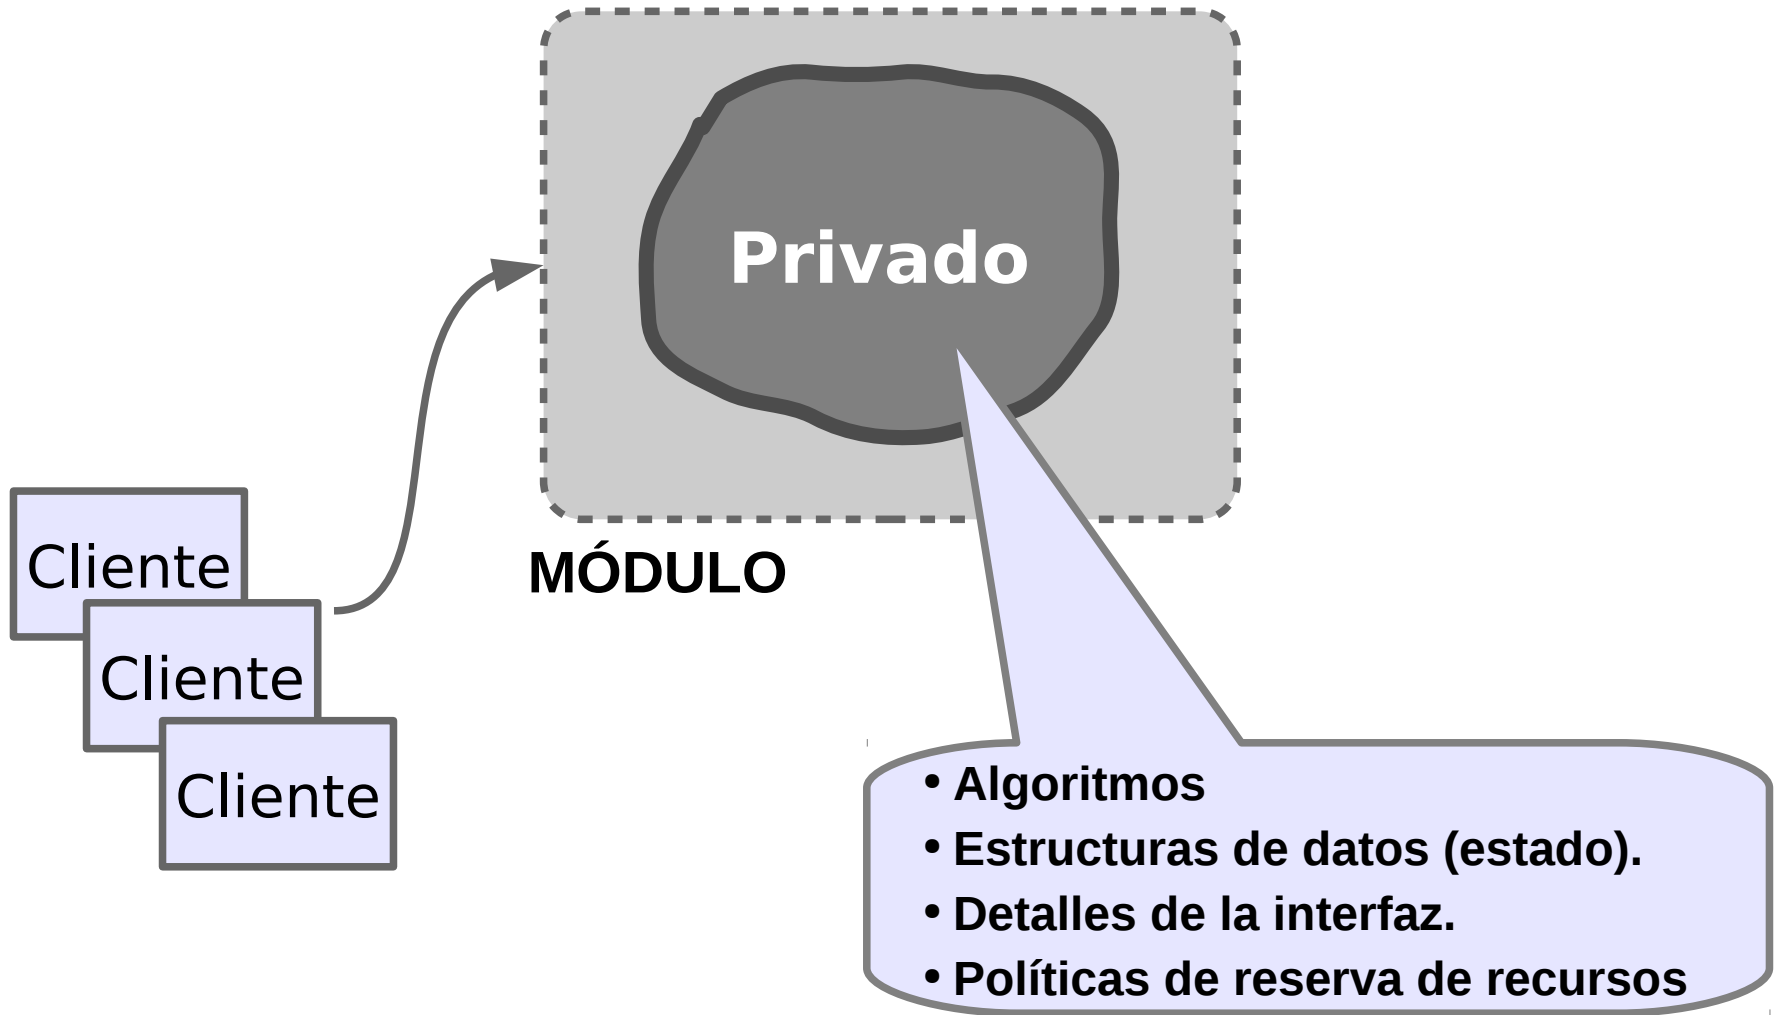 Privado
MÓDULO
Cliente
Cliente
Cliente
• Algoritmos
• Estructuras de datos (estado).
• Detalles de la interfaz.
• Políticas de reserva de recursos